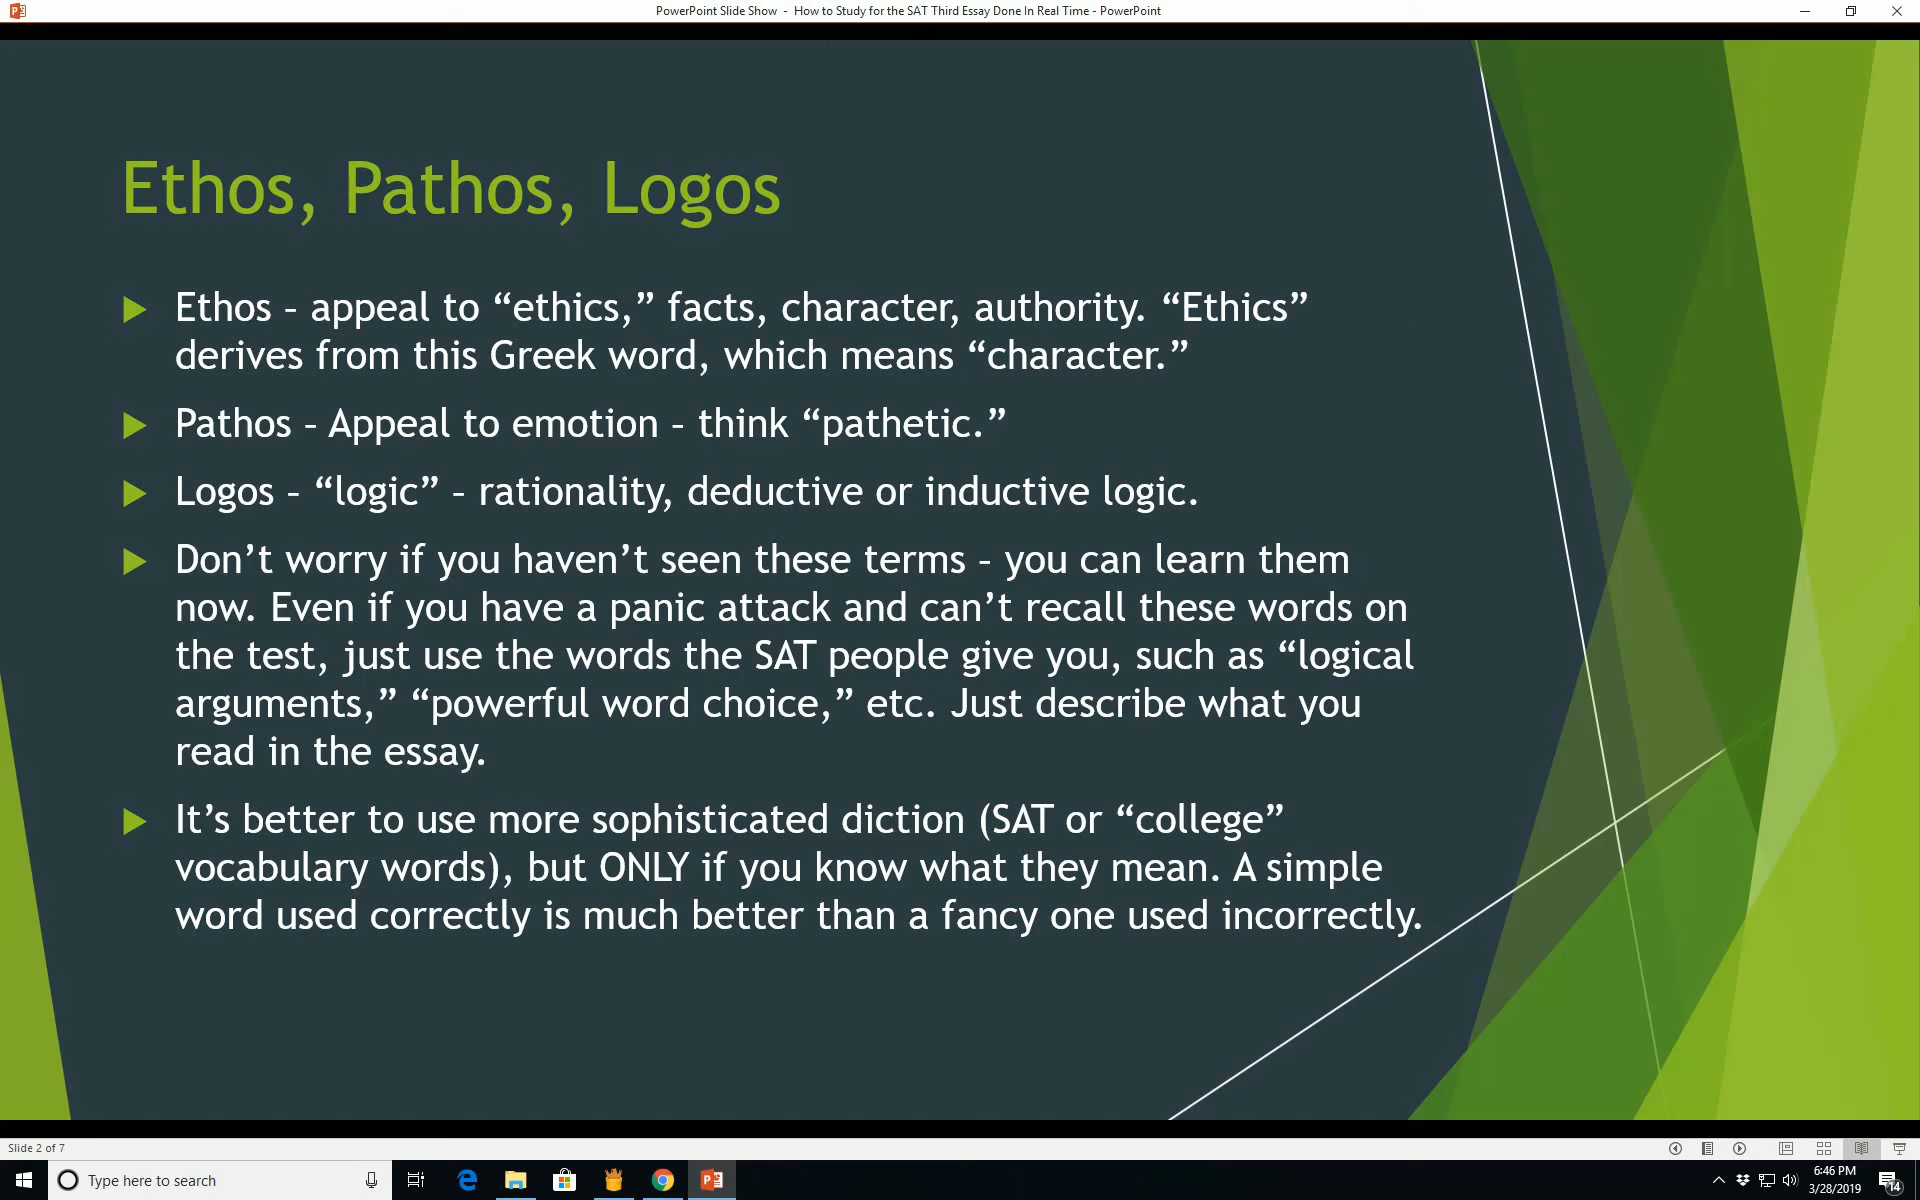 PowerPoint Slide Show - How to Study for the SAT Third Essay Done In Real Time - PowerPoint
Ethos, Pathos, Logos
Ethos – appeal to “ethics,” facts, character, authority. “Ethics”
derives from this Greek word, which means “character.”
Pathos – Appeal to emotion – think “pathetic.”
Logos – “logic” – rationality, deductive or inductive logic.
Don’t worry if you haven’t seen these terms – you can learn them
now. Even if you have a panic attack and can’t recall these words on
the test, just use the words the SAT people give you, such as “logical
arguments,” “powerful word choice,” etc. Just describe what you
read in the essay.
It’s better to use more sophisticated diction (SAT or “college”
vocabulary words), but ONLY if you know what they mean. A simple
word used correctly is much better than a fancy one used incorrectly.
Slide 2 of 7
Type here to search
6:46 PM
3/28/2019
14